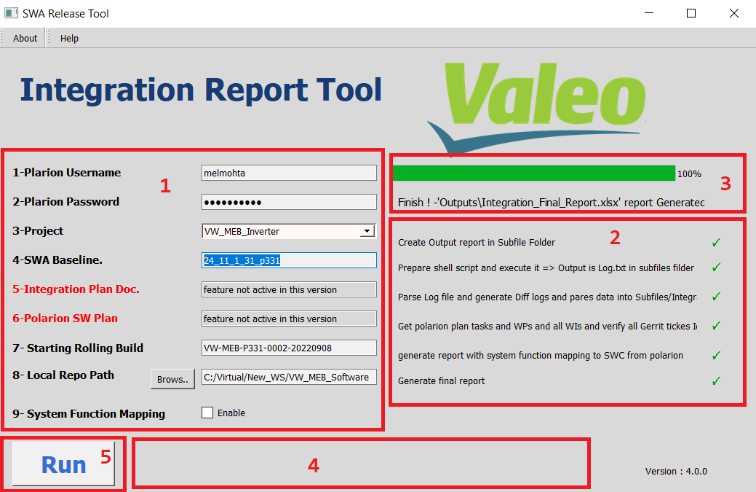 SWA Release Tool
About
Help
Integration Report Tool
Valeo
1-Plarion Username
melmohta
1
2-Plarion Password
3-Project
VW_MEB_Inverter
4-SWA Baseline.
24_11_1_31_p331
5-Integration Plan Doc.
feature not active in this version
6-Polarion SW Plan
feature not active in this version
7- Starting Rolling Build
VW-MEB-P331-0002-20220908
8- Local Repo Path
Brows..
C:/Virtual/New_WS/VW_MEB_Software
9- System Function Mapping
Enable
100%
3
Finish ! -'Outputs\Integration_Final_Report.xlsx' report Generated
2
Create Output report in Subfile Folder
Prepare shell script and execute it => Output is Log.txt in subfiles filder
Parse Log file and generate Diff logs and pares data into Subfiles/Integr
Get polarion plan tasks and WPs and all WIs and verify all Gerrit tickes I
generate report with system function mapping to SWC from polarion
Generate final report
Run
5
4
Version : 4.0.0